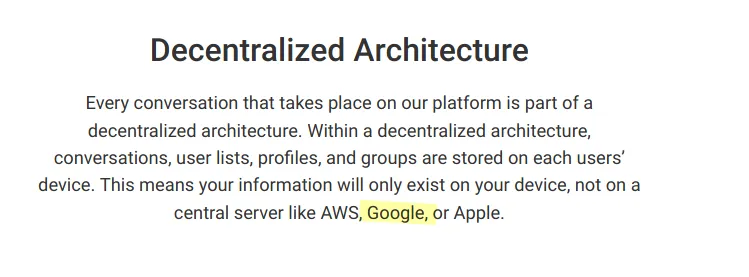 Decentralized Architecture
Every conversation that takes place on our platform is part of a
decentralized architecture. Within a decentralized architecture,
conversations, user lists, profiles, and groups are stored on each users’
device. This means your information will only exist on your device, not on a
central server like AWS, Google, or Apple.